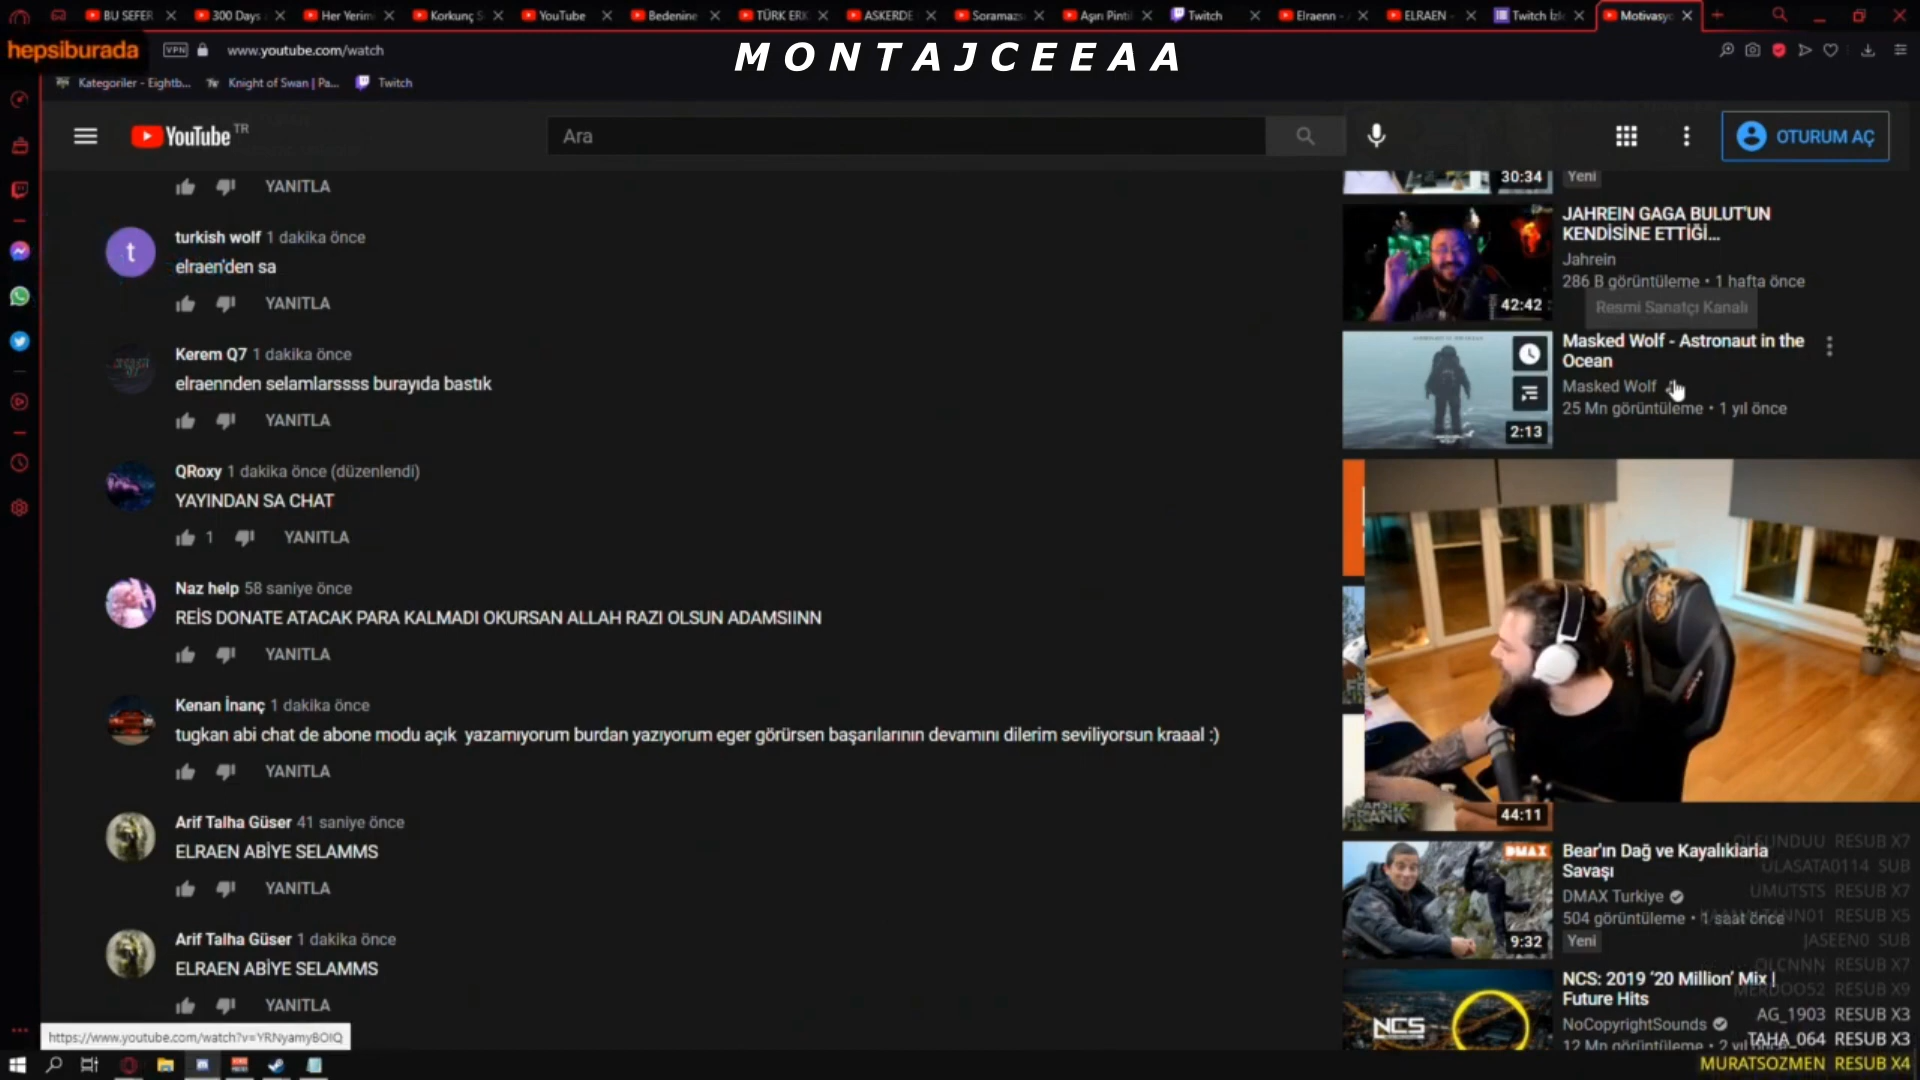 BU SEFER
300 Days
Her Yerim
Korkunç S
YouTube
Bedenine
TÜRK ERK
ASKERDE
Soramazs
Aşırı Pinti
Twitch
Elraenn -
ELRAEN -
Twitch İzl
Motivasyo
hepsiburada
VPN
www.youtube.com/watch
MONTAJCEEEAA
Kategoriler - Eightb...
Knight of Swan | Pa...
Twitch
YouTube TR
Ara
OTURUM AÇ
YANITLA
turkish wolf 1 dakika önce
elraen'den sa
YANITLA
Kerem Q7 1 dakika önce
elraennden selamlarssss burayıda bastık
YANITLA
QRoxy 1 dakika önce (düzenlendi)
YAYINDAN SA CHAT
1 YANITLA
Naz help 58 saniye önce
REİS DONATE ATACAK PARA KALMADI OKURSAN ALLAH RAZI OLSUN ADAMSIINN
YANITLA
Kenan İnanç 1 dakika önce
tugkan abi chat de abone modu açık yazamıyorum burdan yazıyorum eger görürsen başarılarının devamını dilerim seviliyorsun kraaal :)
YANITLA
Arif Talha Güser 41 saniye önce
ELRAEN ABİYE SELAMMS
YANITLA
Arif Talha Güser 1 dakika önce
ELRAEN ABİYE SELAMMS
YANITLA
https://www.youtube.com/watch?v=YRNyamyBOIQ
30:34
Yeni
JAHREIN GAGA BULUT'UN
KENDİSİNE ETTİĞİ...
Jahrein
286 B görüntüleme • 1 hafta önce
42:42
Resmi Sanatçı Kanalı
Masked Wolf - Astronaut in the
Ocean
Masked Wolf
25 Mn görüntüleme • 1 yıl önce
2:13
FRANK
44:11
DMAX
Bear'ın Dağ ve Kayalıklarla
Savaşı
DMAX Turkiye
504 görüntüleme • 1 saat önce
9:32
Yeni
NCS: 2019 '20 Million' Mix |
Future Hits
NoCopyrightSounds
12 Mn görüntüleme • 2 yıl önce
NCS
RESUB X7
ULASATA0114 SUB
UMUTSTS RESUB X7
RESUB X5
JASEEN0 SUB
OLCNNN RESUB X7
MERDOO52 RESUB X9
AG_1903 RESUB X3
TAHA_064 RESUB X3
MURATSOZMEN RESUB X4